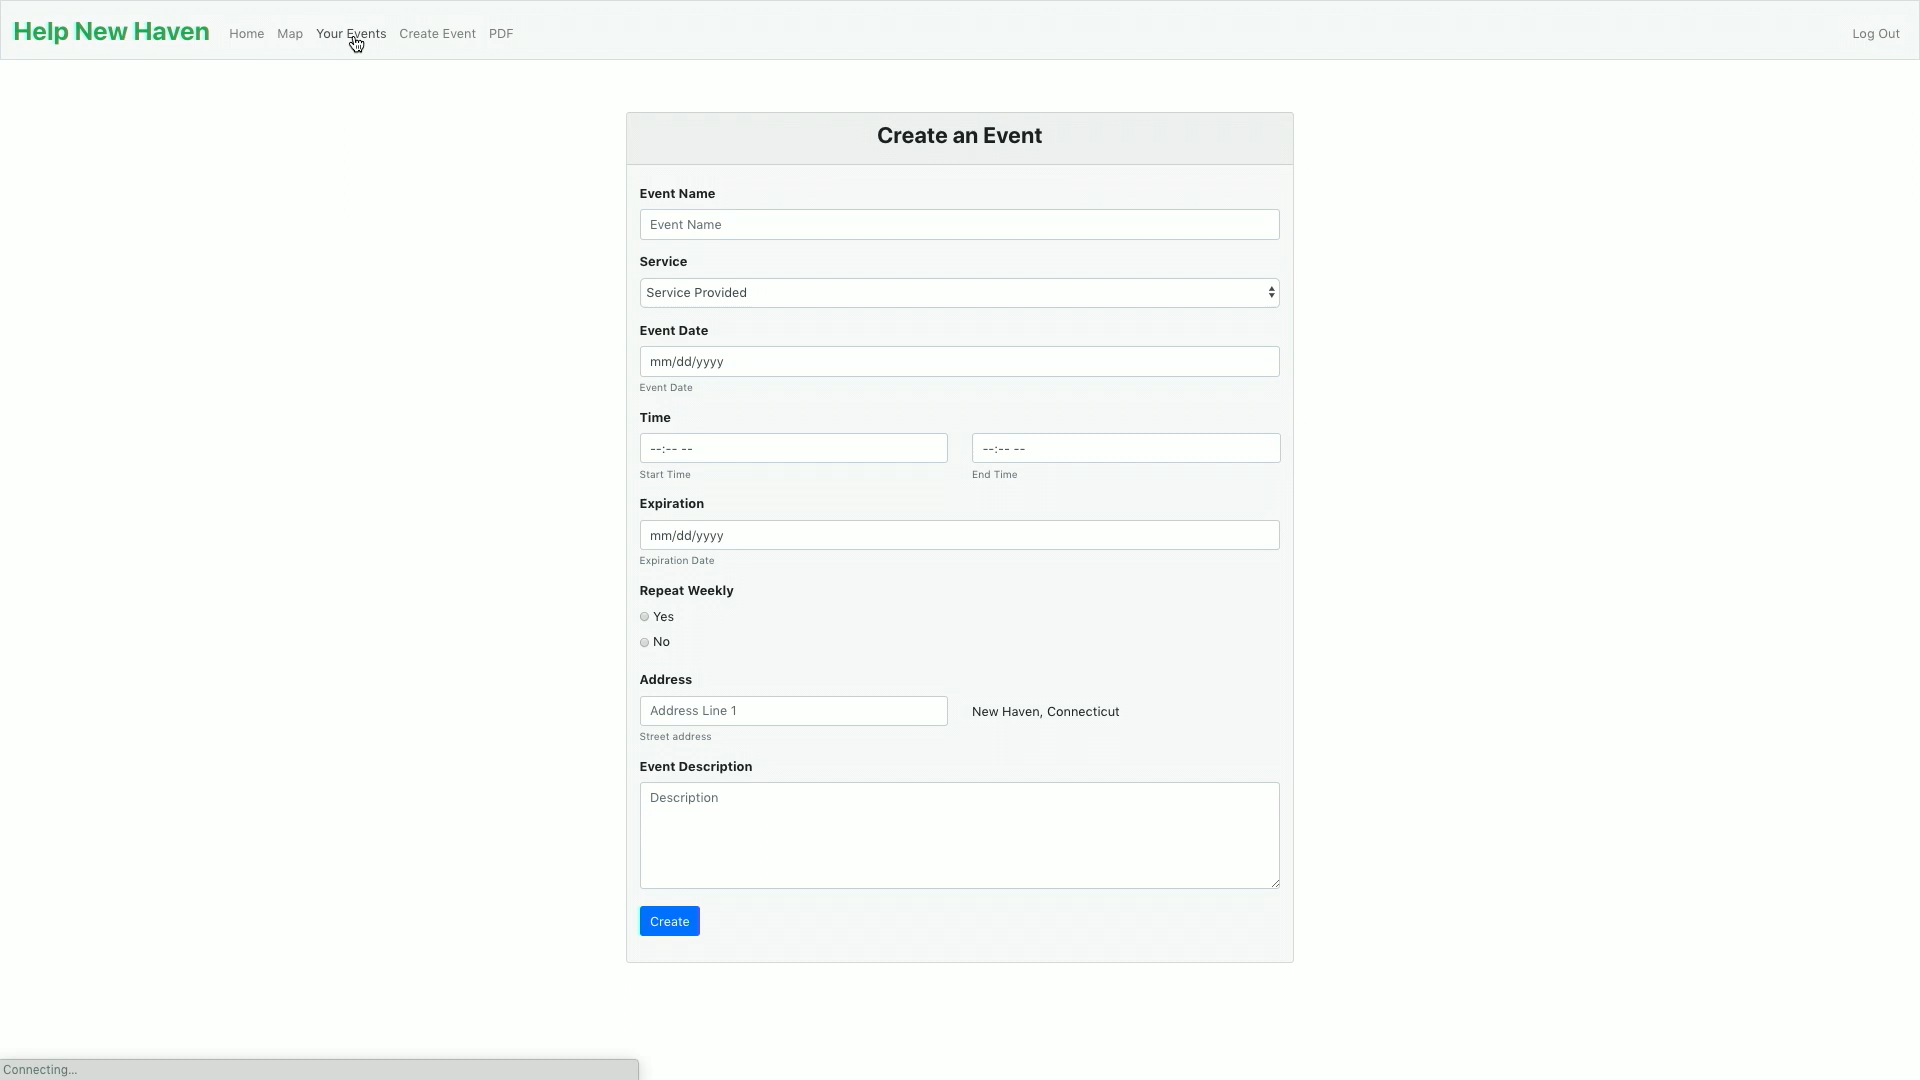 Help New Haven Home Map Your Events Create Event PDF Log Out
Create an Event
Event Name
Event Name
Service
Service Provided
Event Date
mm/dd/yyyy
Event Date
Time
--:-- -- --:-- --
Start Time End Time
Expiration
mm/dd/yyyy
Expiration Date
Repeat Weekly
Yes
No
Address
Address Line 1 New Haven, Connecticut
Street address
Event Description
Description
Create
Connecting...